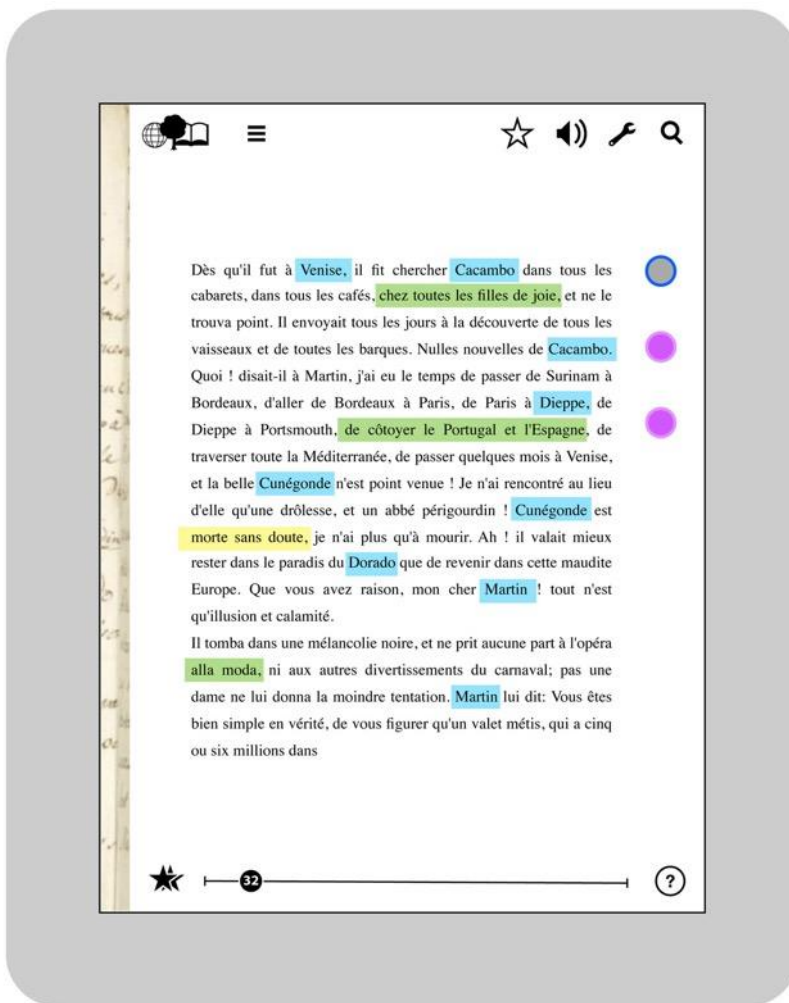 Dès qu'il fut à Venise, il fit chercher Cacambo dans tous les
cabarets, dans tous les cafés, chez toutes les filles de joie, et ne le
trouva point. Il envoyait tous les jours à la découverte de tous les
vaisseaux et de toutes les barques. Nulles nouvelles de Cacambo.
Quoi ! disait-il à Martin, j'ai eu le temps de passer de Surinam à
Bordeaux, d'aller de Bordeaux à Paris, de Paris à Dieppe, de
Dieppe à Portsmouth, de côtoyer le Portugal et l'Espagne, de
traverser toute la Méditerranée, de passer quelques mois à Venise,
et la belle Cunégonde n'est point venue ! Je n'ai rencontré au lieu
d'elle qu'une drôlesse, et un abbé périgourdin ! Cunégonde est
morte sans doute, je n'ai plus qu'à mourir. Ah ! il valait mieux
rester dans le paradis du Dorado que de revenir dans cette maudite
Europe. Que vous avez raison, mon cher Martin ! tout n'est
qu'illusion et calamité.
Il tomba dans une mélancolie noire, et ne prit aucune part à l'opéra
alla moda, ni aux autres divertissements du carnaval; pas une
dame ne lui donna la moindre tentation. Martin lui dit: Vous êtes
bien simple en vérité, de vous figurer qu'un valet métis, qui a cinq
ou six millions dans
32
?